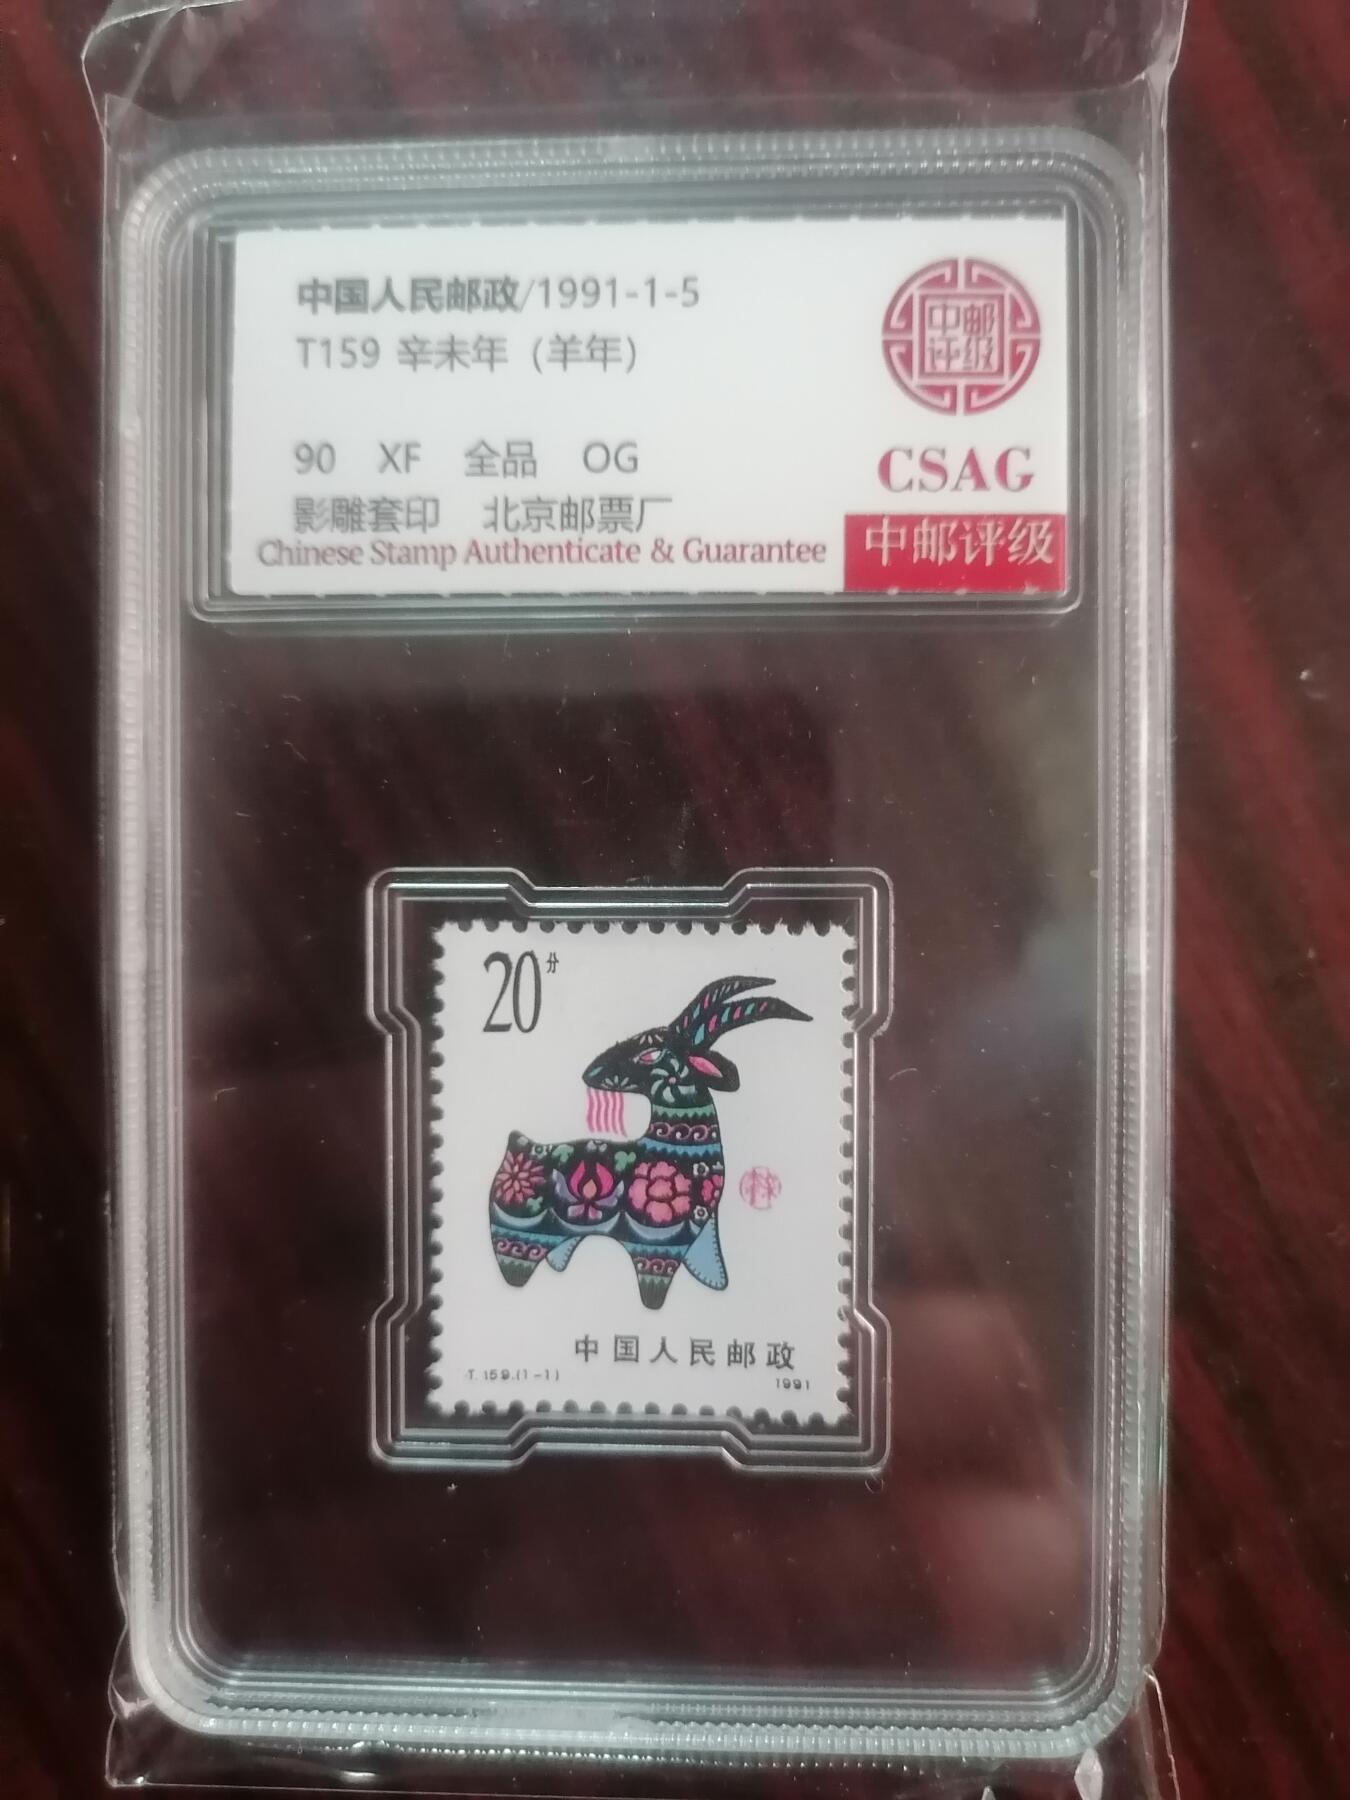 中国人民邮政/1991-1-5
T159 辛未年（羊年）
90 XF 全品 OG
影雕套印 北京邮票厂
Chinese Stamp Authenticate & Guarantee
中邮
评级
CSAG
中邮评级
20分
中国人民邮政
T.159.(1-1)
1991